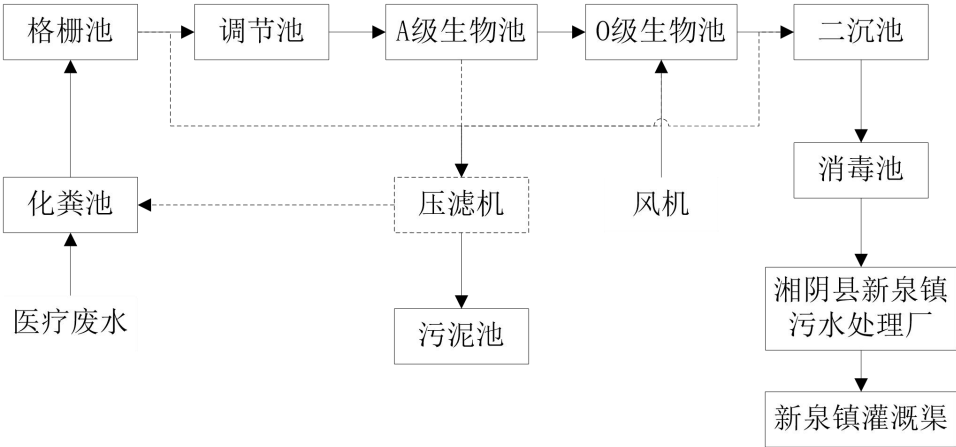 格栅池
调节池
A级生物池
O级生物池
二沉池
消毒池
化粪池
压滤机
风机
医疗废水
污泥池
湘阴县新泉镇
污水处理厂
新泉镇灌溉渠